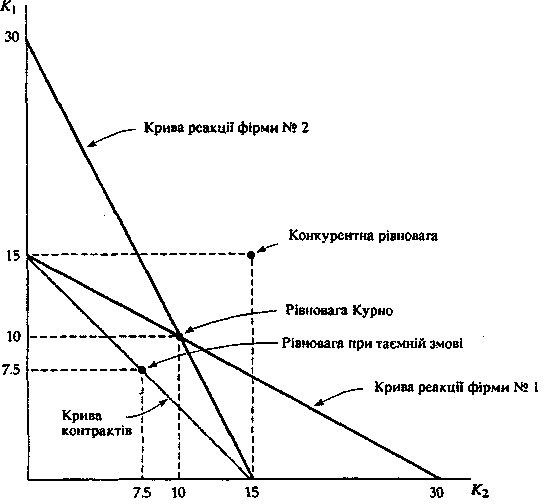 K1
30
Крива реакції фірми № 2
Конкурентна рівновага
15
Рівновага Курно
10
Рівновага при таємній змові
7.5
Крива реакції фірми № 1
Крива
контрактів
7.5 10 15 30 K2